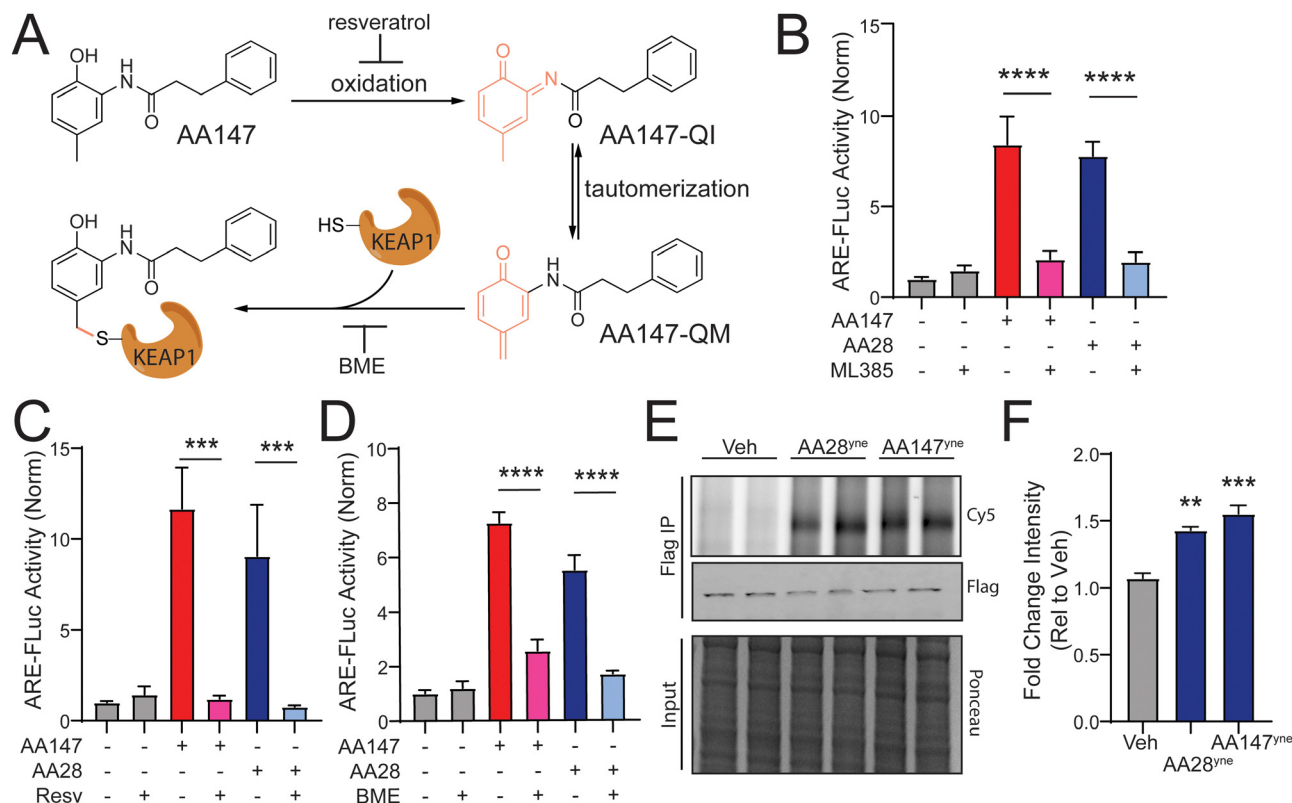 A
resveratrol
oxidation
OH
H
N
O
AA147
O
N
O
AA147-QI
tautomerization
OH
H
N
O
S
KEAP1
HS
KEAP1
BME
O
H
N
O
AA147-QM
B
ARE-FLuc Activity (Norm)
15
10
5
0
**** ****
AA147 - - + + - -
AA28 - - - - + +
ML385 - + - + - +
C
ARE-FLuc Activity (Norm)
15
10
5
0
*** ***
AA147 - - + + - -
AA28 - - - - + +
Resv - + - + - +
D
ARE-FLuc Activity (Norm)
10
8
6
4
2
0
**** ****
AA147 - - + + - -
AA28 - - - - + +
BME - + - + - +
E
Veh AA28yne AA147yne
Flag IP
Cy5
Flag
Input
Ponceau
F
Fold Change Intensity
(Rel to Veh)
2.0
1.5
1.0
0.5
0.0
** ***
Veh AA147yne
AA28yne